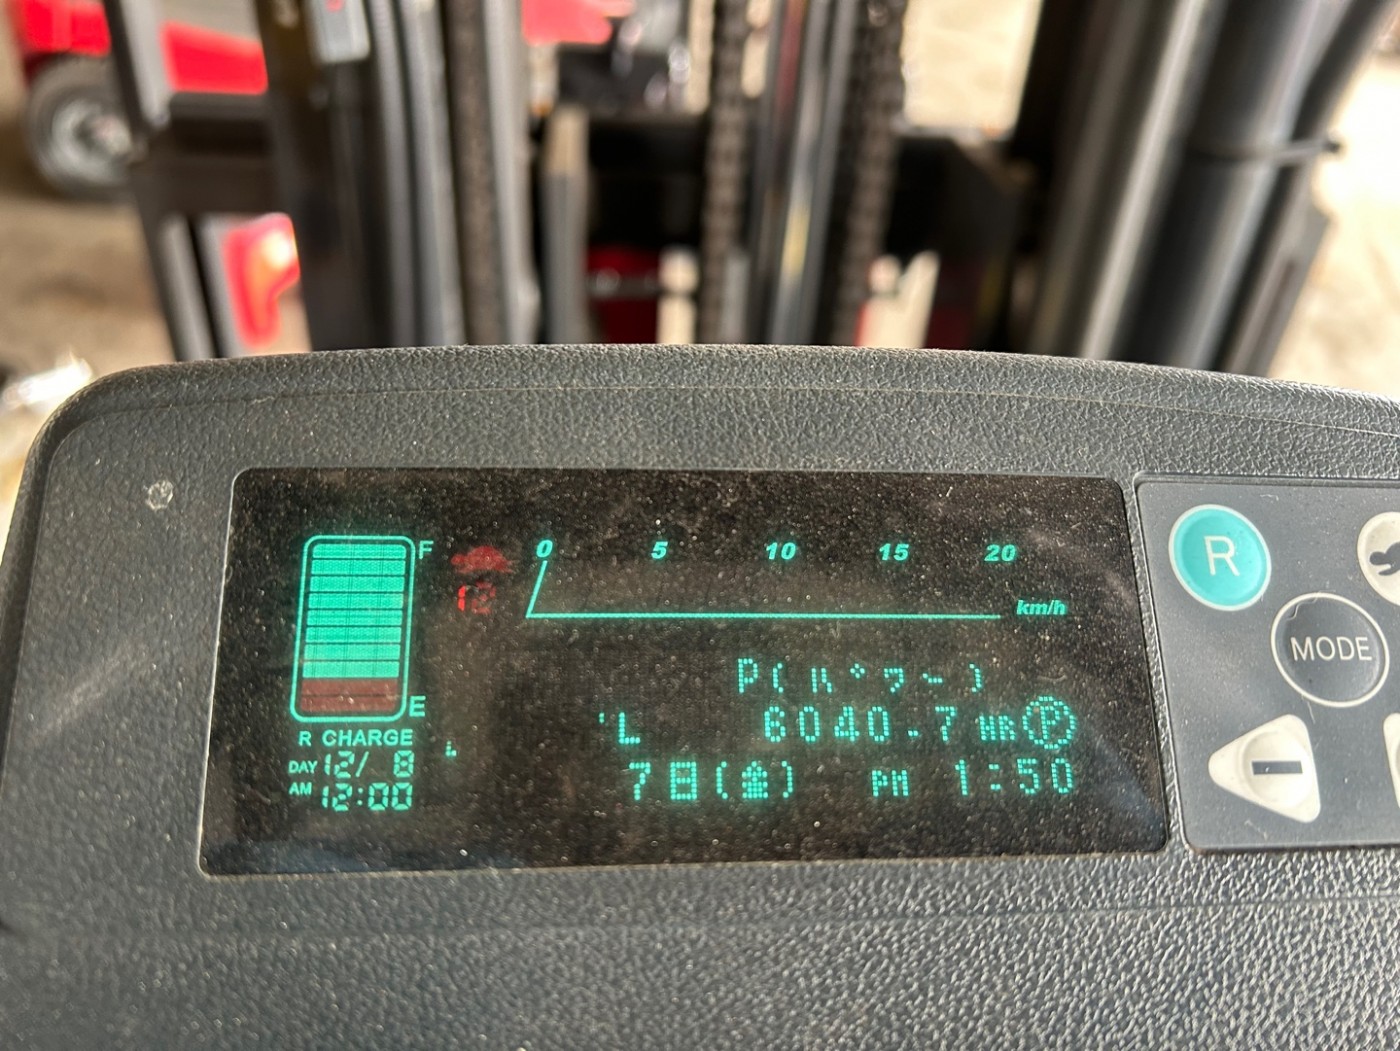 F
0 5 10 15 20
12
km/h
P(ﾊﾟﾜｰ)
E
'L 6040.7 HR P
R CHARGE
DAY 12/ 8
7日(金) PM 1:50
AM 12:00
R
MODE